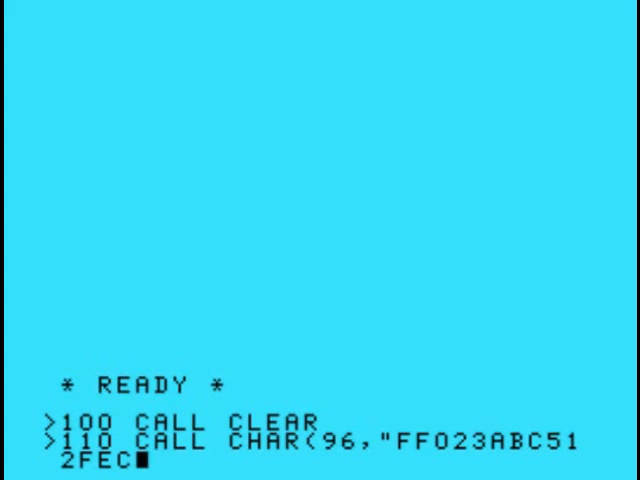 * READY *
>100 CALL CLEAR
>110 CALL CHAR(96,"FF023ABC51
2FEC